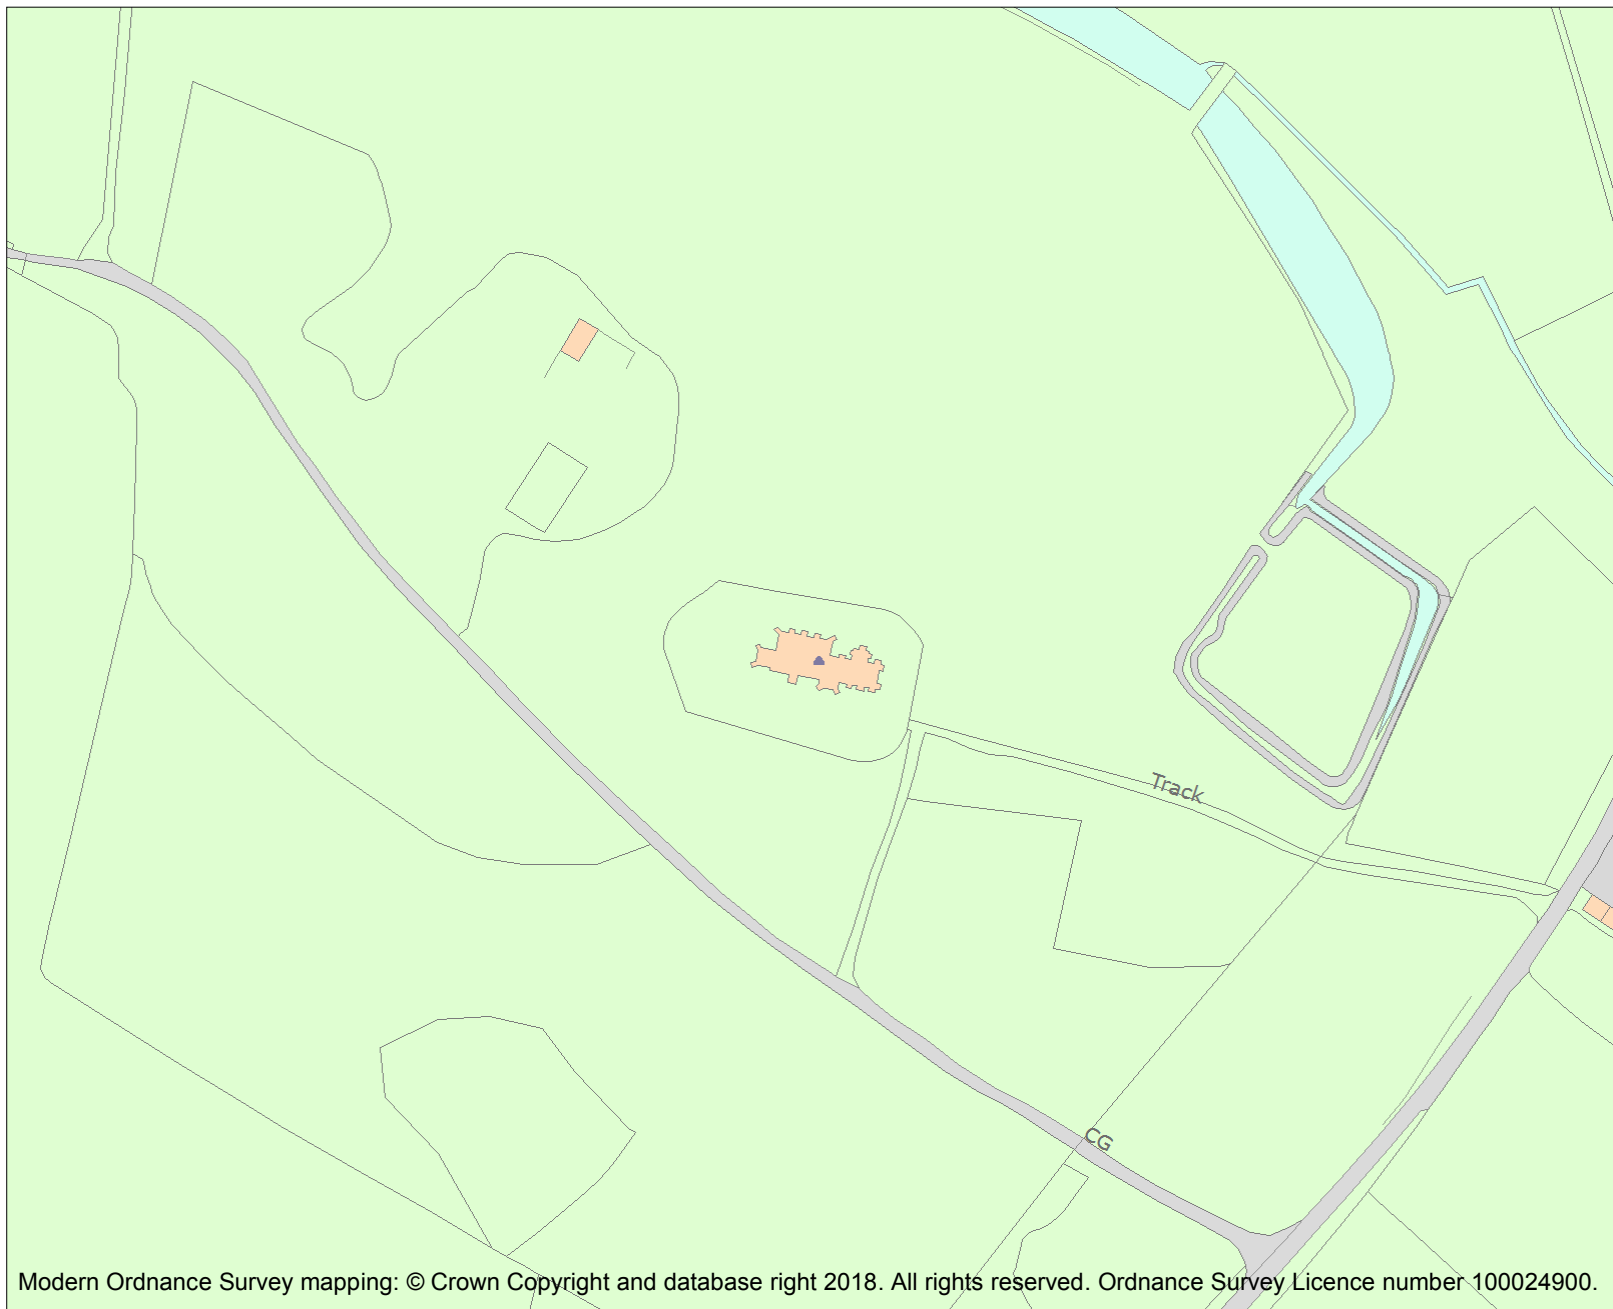 Track
CG
Modern Ordnance Survey mapping: © Crown Copyright and database right 2018. All rights reserved. Ordnance Survey Licence number 100024900.